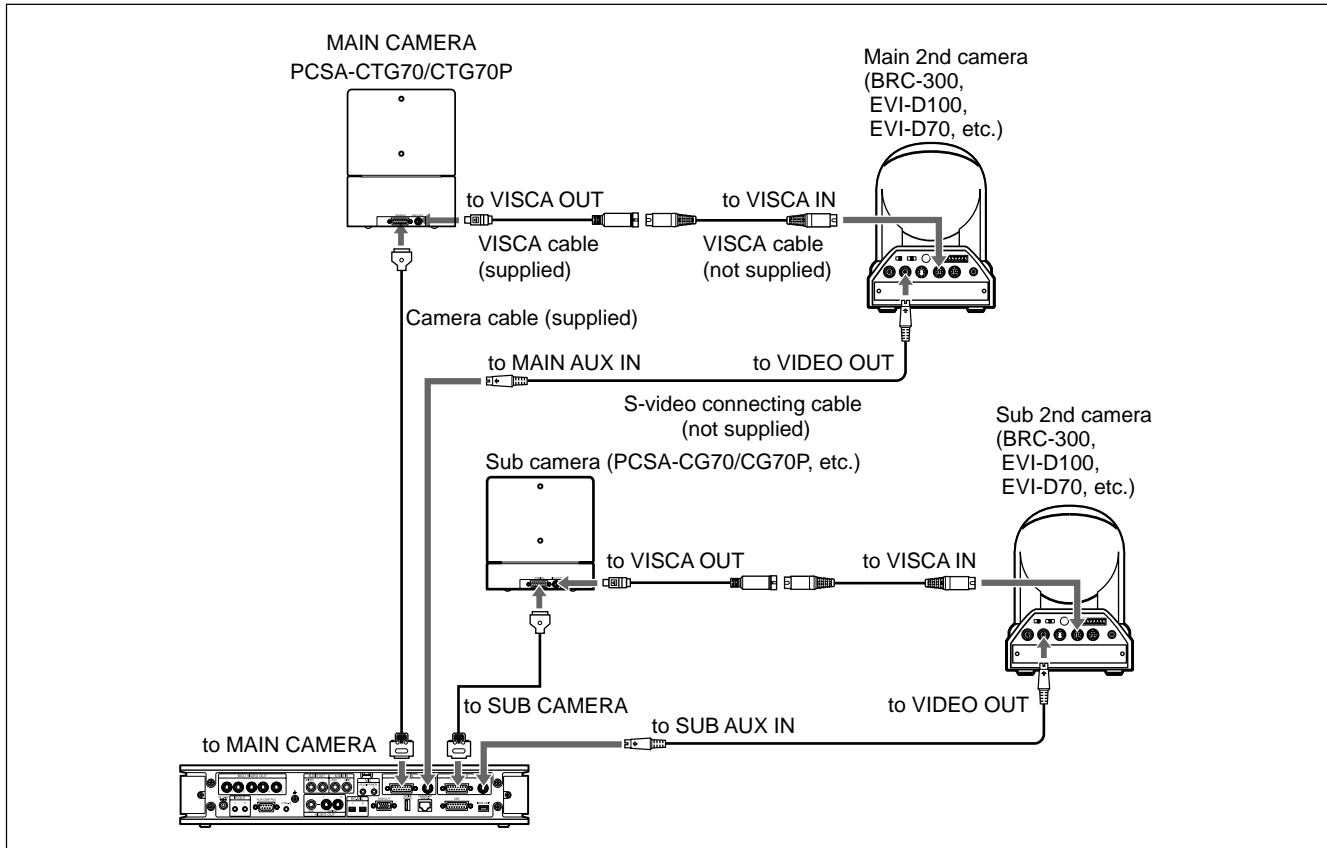 MAIN CAMERA
PCSA-CTG70/CTG70P
Main 2nd camera
(BRC-300,
EVI-D100,
EVI-D70, etc.)
to VISCA OUT
to VISCA IN
VISCA cable
(supplied)
VISCA cable
(not supplied)
Camera cable (supplied)
to MAIN AUX IN
to VIDEO OUT
S-video connecting cable
(not supplied)
Sub 2nd camera
(BRC-300,
EVI-D100,
EVI-D70, etc.)
Sub camera (PCSA-CG70/CG70P, etc.)
to VISCA OUT
to VISCA IN
to SUB CAMERA
to VIDEO OUT
to SUB AUX IN
to MAIN CAMERA